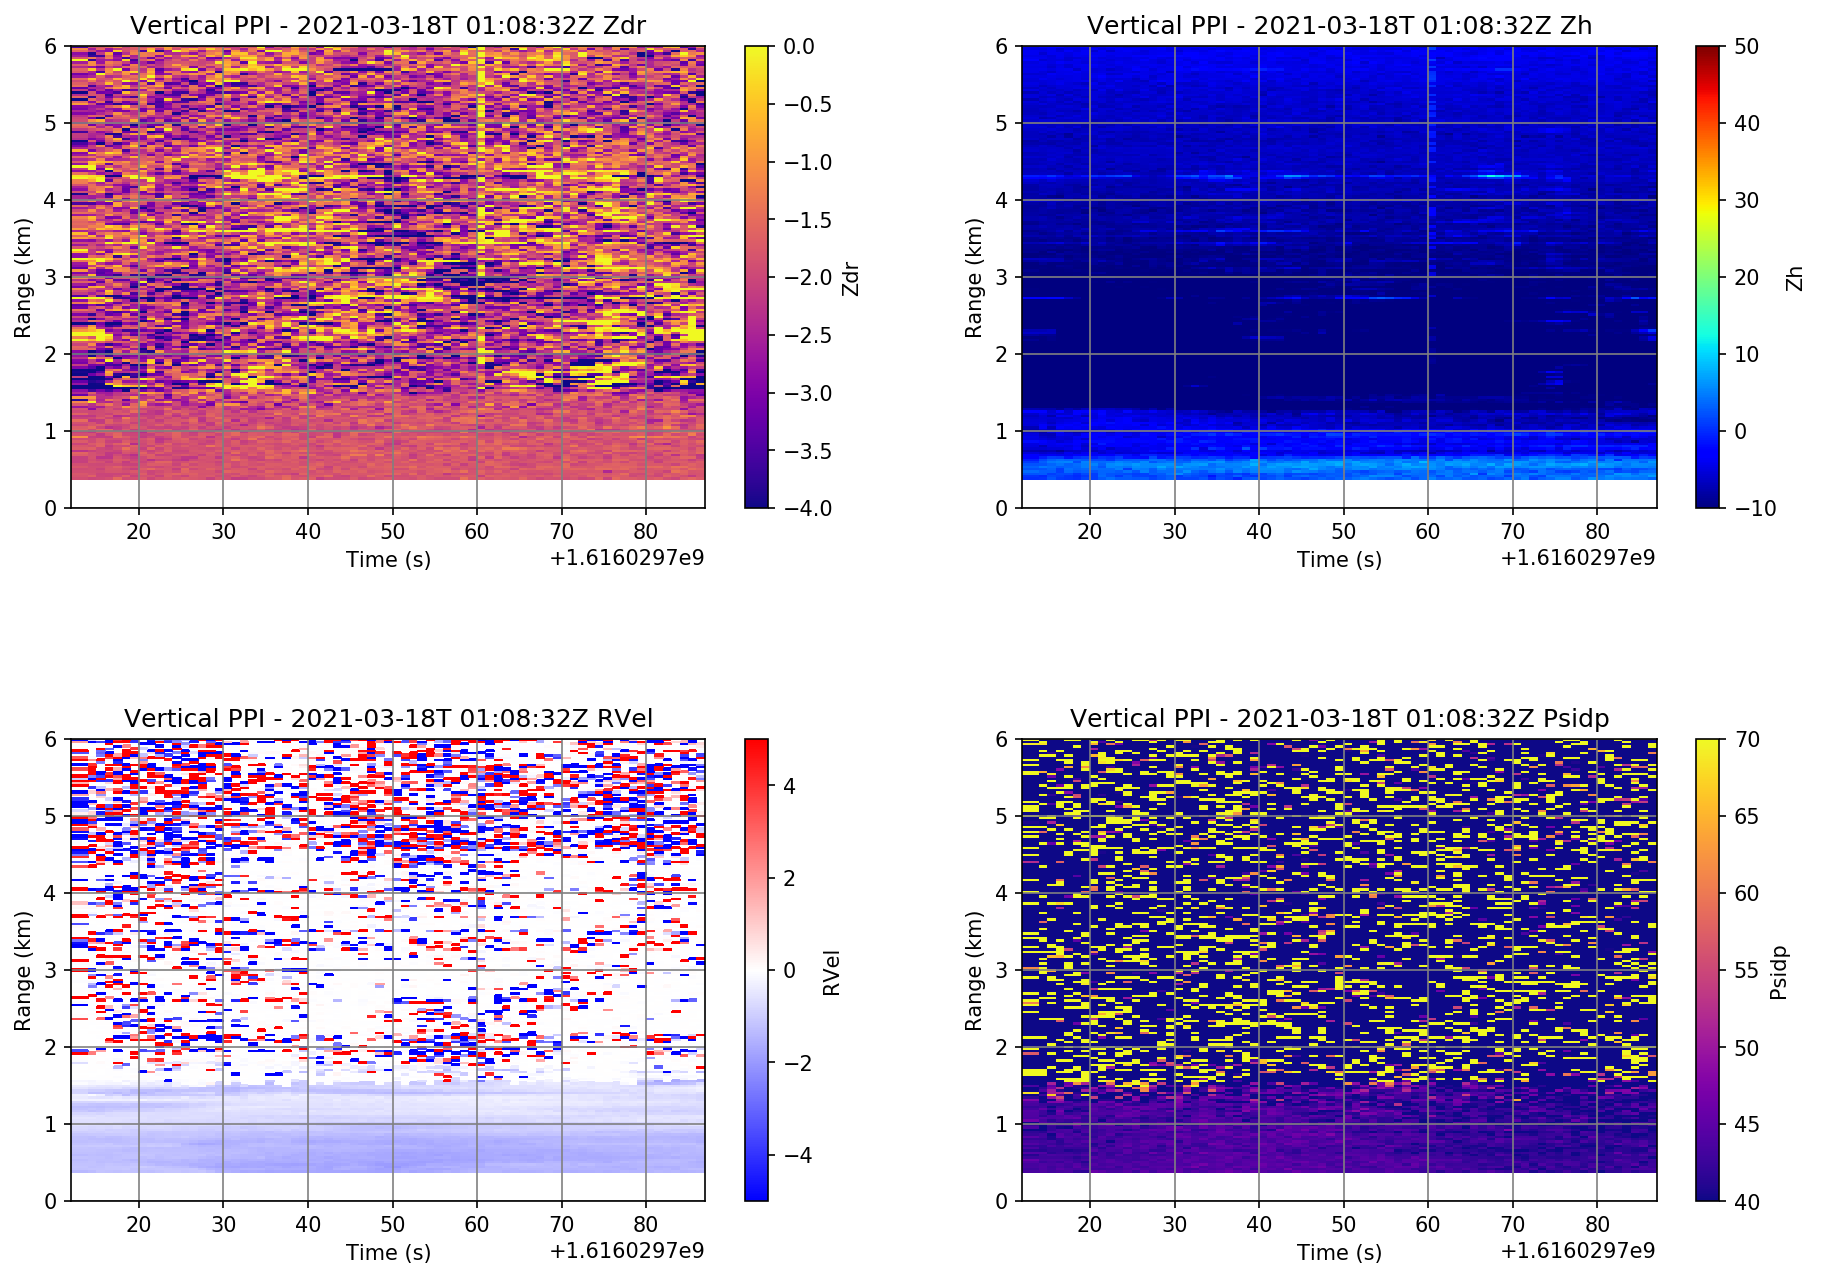 Vertical PPI - 2021-03-18T 01:08:32Z Zdr
6
5
4
3
2
1
0
Range (km)
20 30 40 50 60 70 80
Time (s)
+1.6160297e9
0.0
−0.5
−1.0
−1.5
−2.0
−2.5
−3.0
−3.5
−4.0
Zdr
Vertical PPI - 2021-03-18T 01:08:32Z Zh
6
5
4
3
2
1
0
Range (km)
20 30 40 50 60 70 80
Time (s)
+1.6160297e9
50
40
30
20
10
0
−10
Zh
Vertical PPI - 2021-03-18T 01:08:32Z RVel
6
5
4
3
2
1
0
Range (km)
20 30 40 50 60 70 80
Time (s)
+1.6160297e9
4
2
0
−2
−4
RVel
Vertical PPI - 2021-03-18T 01:08:32Z Psidp
6
5
4
3
2
1
0
Range (km)
20 30 40 50 60 70 80
Time (s)
+1.6160297e9
70
65
60
55
50
45
40
Psidp